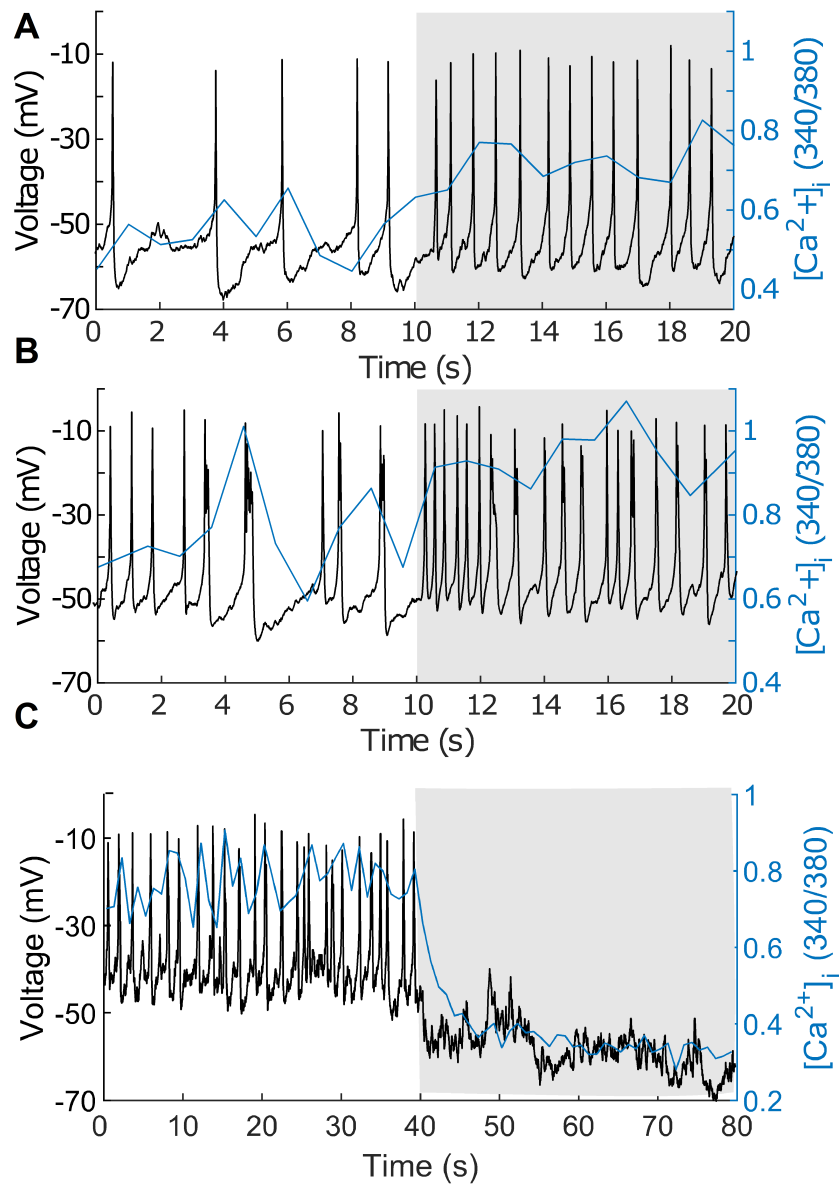 A
-10
-30
-50
-70
Voltage (mV)
1
0.8
0.6
0.4
[Ca2+]i (340/380)
0 2 4 6 8 10 12 14 16 18 20
Time (s)
B
-10
-30
-50
-70
Voltage (mV)
1
0.8
0.6
0.4
[Ca2+]i (340/380)
0 2 4 6 8 10 12 14 16 18 20
Time (s)
C
-10
-30
-50
-70
Voltage (mV)
1
0.8
0.6
0.4
0.2
[Ca2+]i (340/380)
0 10 20 30 40 50 60 70 80
Time (s)